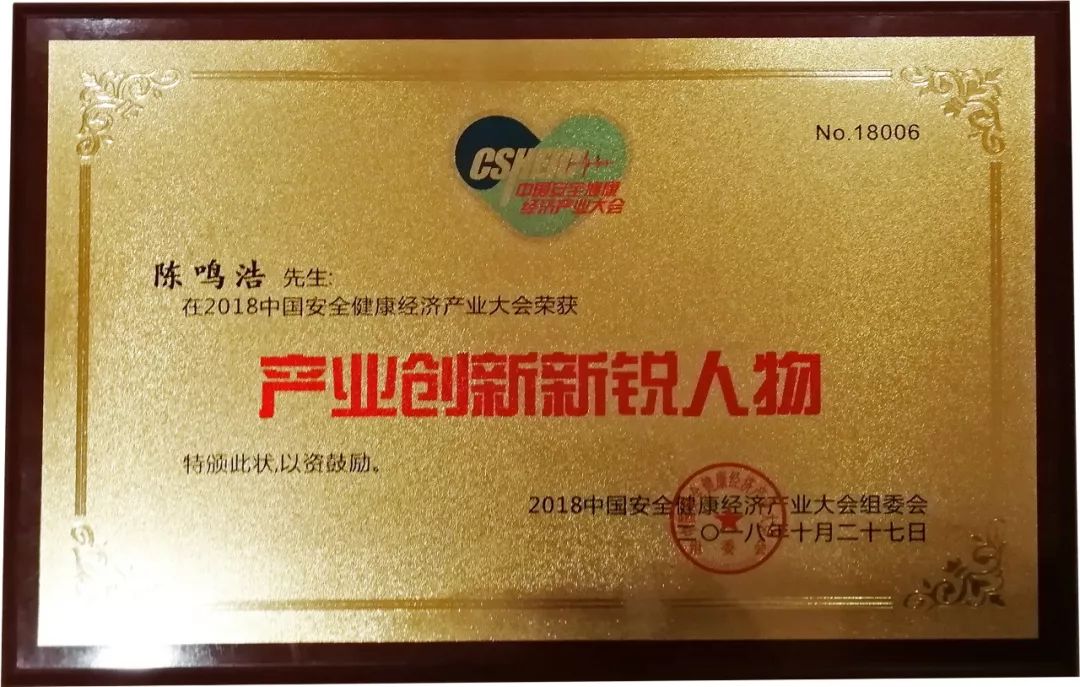 No.18006
CSHEIC
中国安全健康
经济产业大会
陈鸣浩 先生:
在2018中国安全健康经济产业大会荣获
产业创新新锐人物
特颁此状,以资鼓励。
2018中国安全健康经济产业大会组委会
二〇一八年十月二十七日